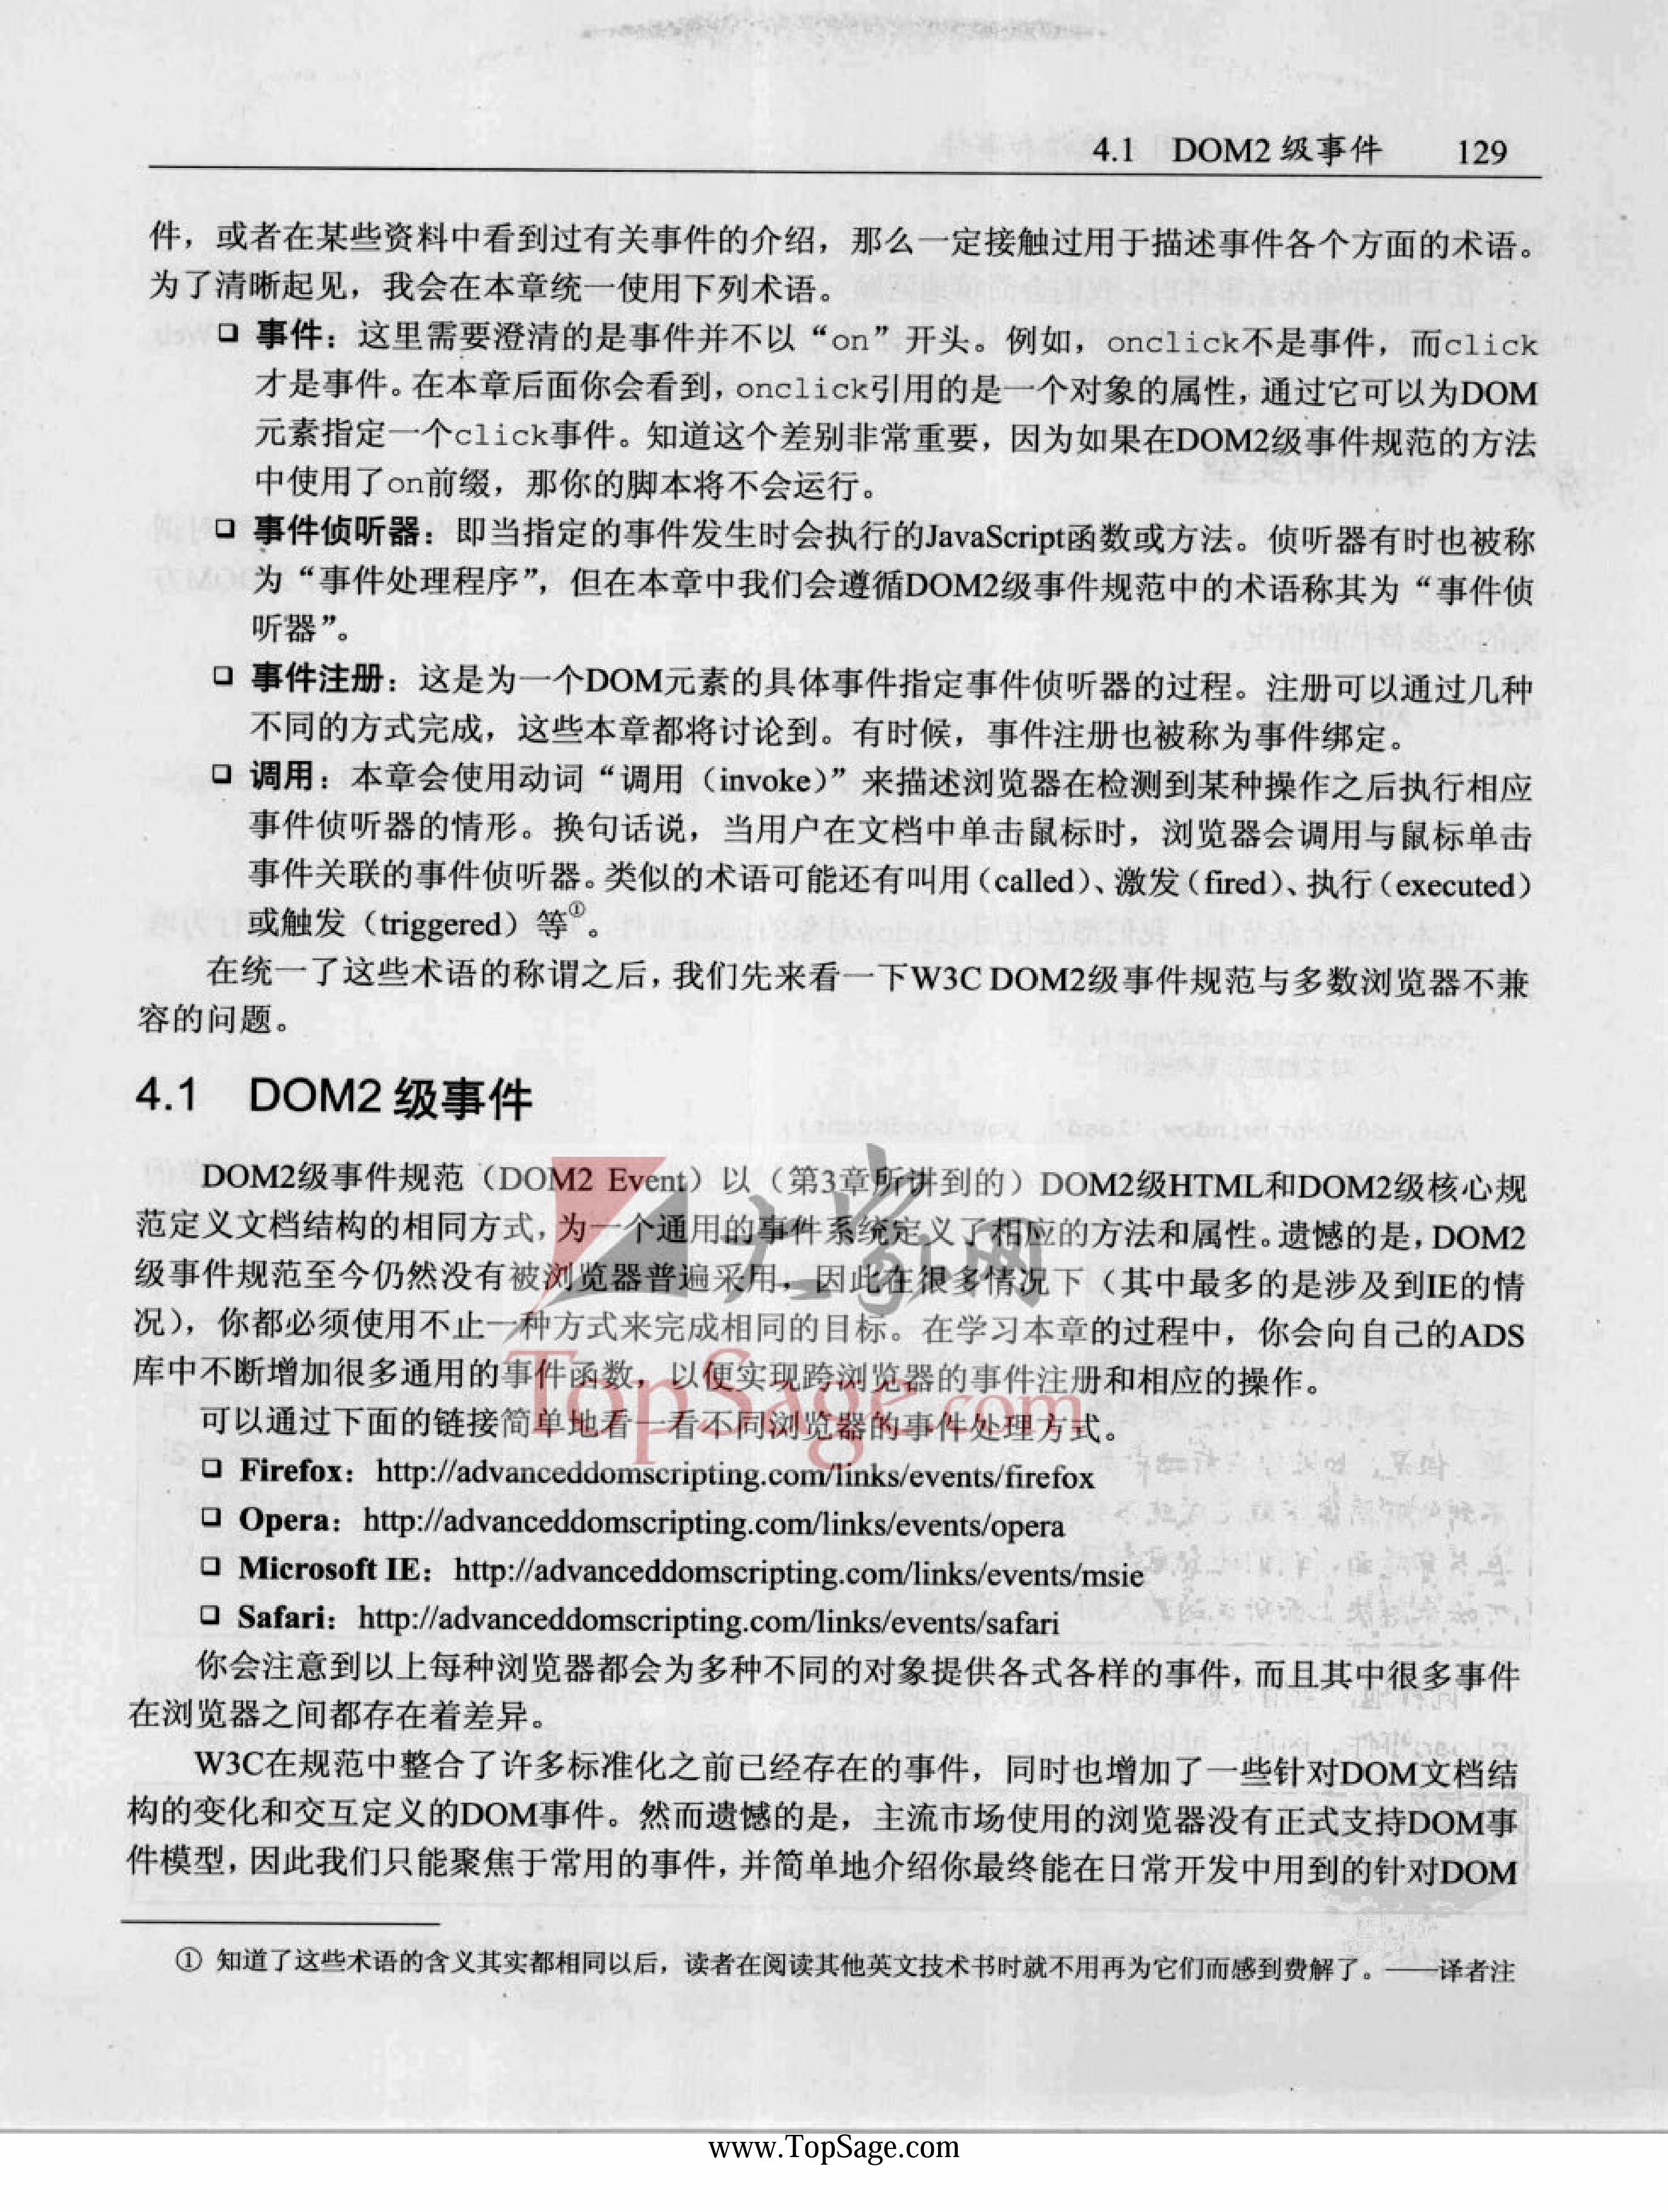 4.1 DOM2 级事件 129
件，或者在某些资料中看到过有关事件的介绍，那么一定接触过用于描述事件各个方面的术语。
为了清晰起见，我会在本章统一使用下列术语。
❑ 事件：这里需要澄清的是事件并不以“on”开头。例如，onclick不是事件，而click
才是事件。在本章后面你会看到，onclick引用的是一个对象的属性，通过它可以为DOM
元素指定一个click事件。知道这个差别非常重要，因为如果在DOM2级事件规范的方法
中使用了on前缀，那你的脚本将不会运行。
❑ 事件侦听器：即当指定的事件发生时会执行的JavaScript函数或方法。侦听器有时也被称
为“事件处理程序”，但在本章中我们会遵循DOM2级事件规范中的术语称其为“事件侦
听器”。
❑ 事件注册：这是为一个DOM元素的具体事件指定事件侦听器的过程。注册可以通过几种
不同的方式完成，这些本章都将讨论到。有时候，事件注册也被称为事件绑定。
❑ 调用：本章会使用动词“调用（invoke）”来描述浏览器在检测到某种操作之后执行相应
事件侦听器的情形。换句话说，当用户在文档中单击鼠标时，浏览器会调用与鼠标单击
事件关联的事件侦听器。类似的术语可能还有叫用（called）、激发（fired）、执行（executed）
或触发（triggered）等①。
在统一了这些术语的称谓之后，我们先来看一下W3C DOM2级事件规范与多数浏览器不兼
容的问题。
4.1 DOM2 级事件
DOM2级事件规范（DOM2 Event）以（第3章所讲到的）DOM2级HTML和DOM2级核心规
范定义文档结构的相同方式，为一个通用的事件系统定义了相应的方法和属性。遗憾的是，DOM2
级事件规范至今仍然没有被浏览器普遍采用，因此在很多情况下（其中最多的是涉及到IE的情
况），你都必须使用不止一种方式来完成相同的目标。在学习本章的过程中，你会向自己的ADS
库中不断增加很多通用的事件函数，以便实现跨浏览器的事件注册和相应的操作。
可以通过下面的链接简单地看一看不同浏览器的事件处理方式。
❑ Firefox：http://advanceddomscripting.com/links/events/firefox
❑ Opera：http://advanceddomscripting.com/links/events/opera
❑ Microsoft IE：http://advanceddomscripting.com/links/events/msie
❑ Safari：http://advanceddomscripting.com/links/events/safari
你会注意到以上每种浏览器都会为多种不同的对象提供各式各样的事件，而且其中很多事件
在浏览器之间都存在着差异。
W3C在规范中整合了许多标准化之前已经存在的事件，同时也增加了一些针对DOM文档结
构的变化和交互定义的DOM事件。然而遗憾的是，主流市场使用的浏览器没有正式支持DOM事
件模型，因此我们只能聚焦于常用的事件，并简单地介绍你最终能在日常开发中用到的针对DOM
① 知道了这些术语的含义其实都相同以后，读者在阅读其他英文技术书时就不用再为它们而感到费解了。——译者注
大家网
TopSage.com
www.TopSage.com